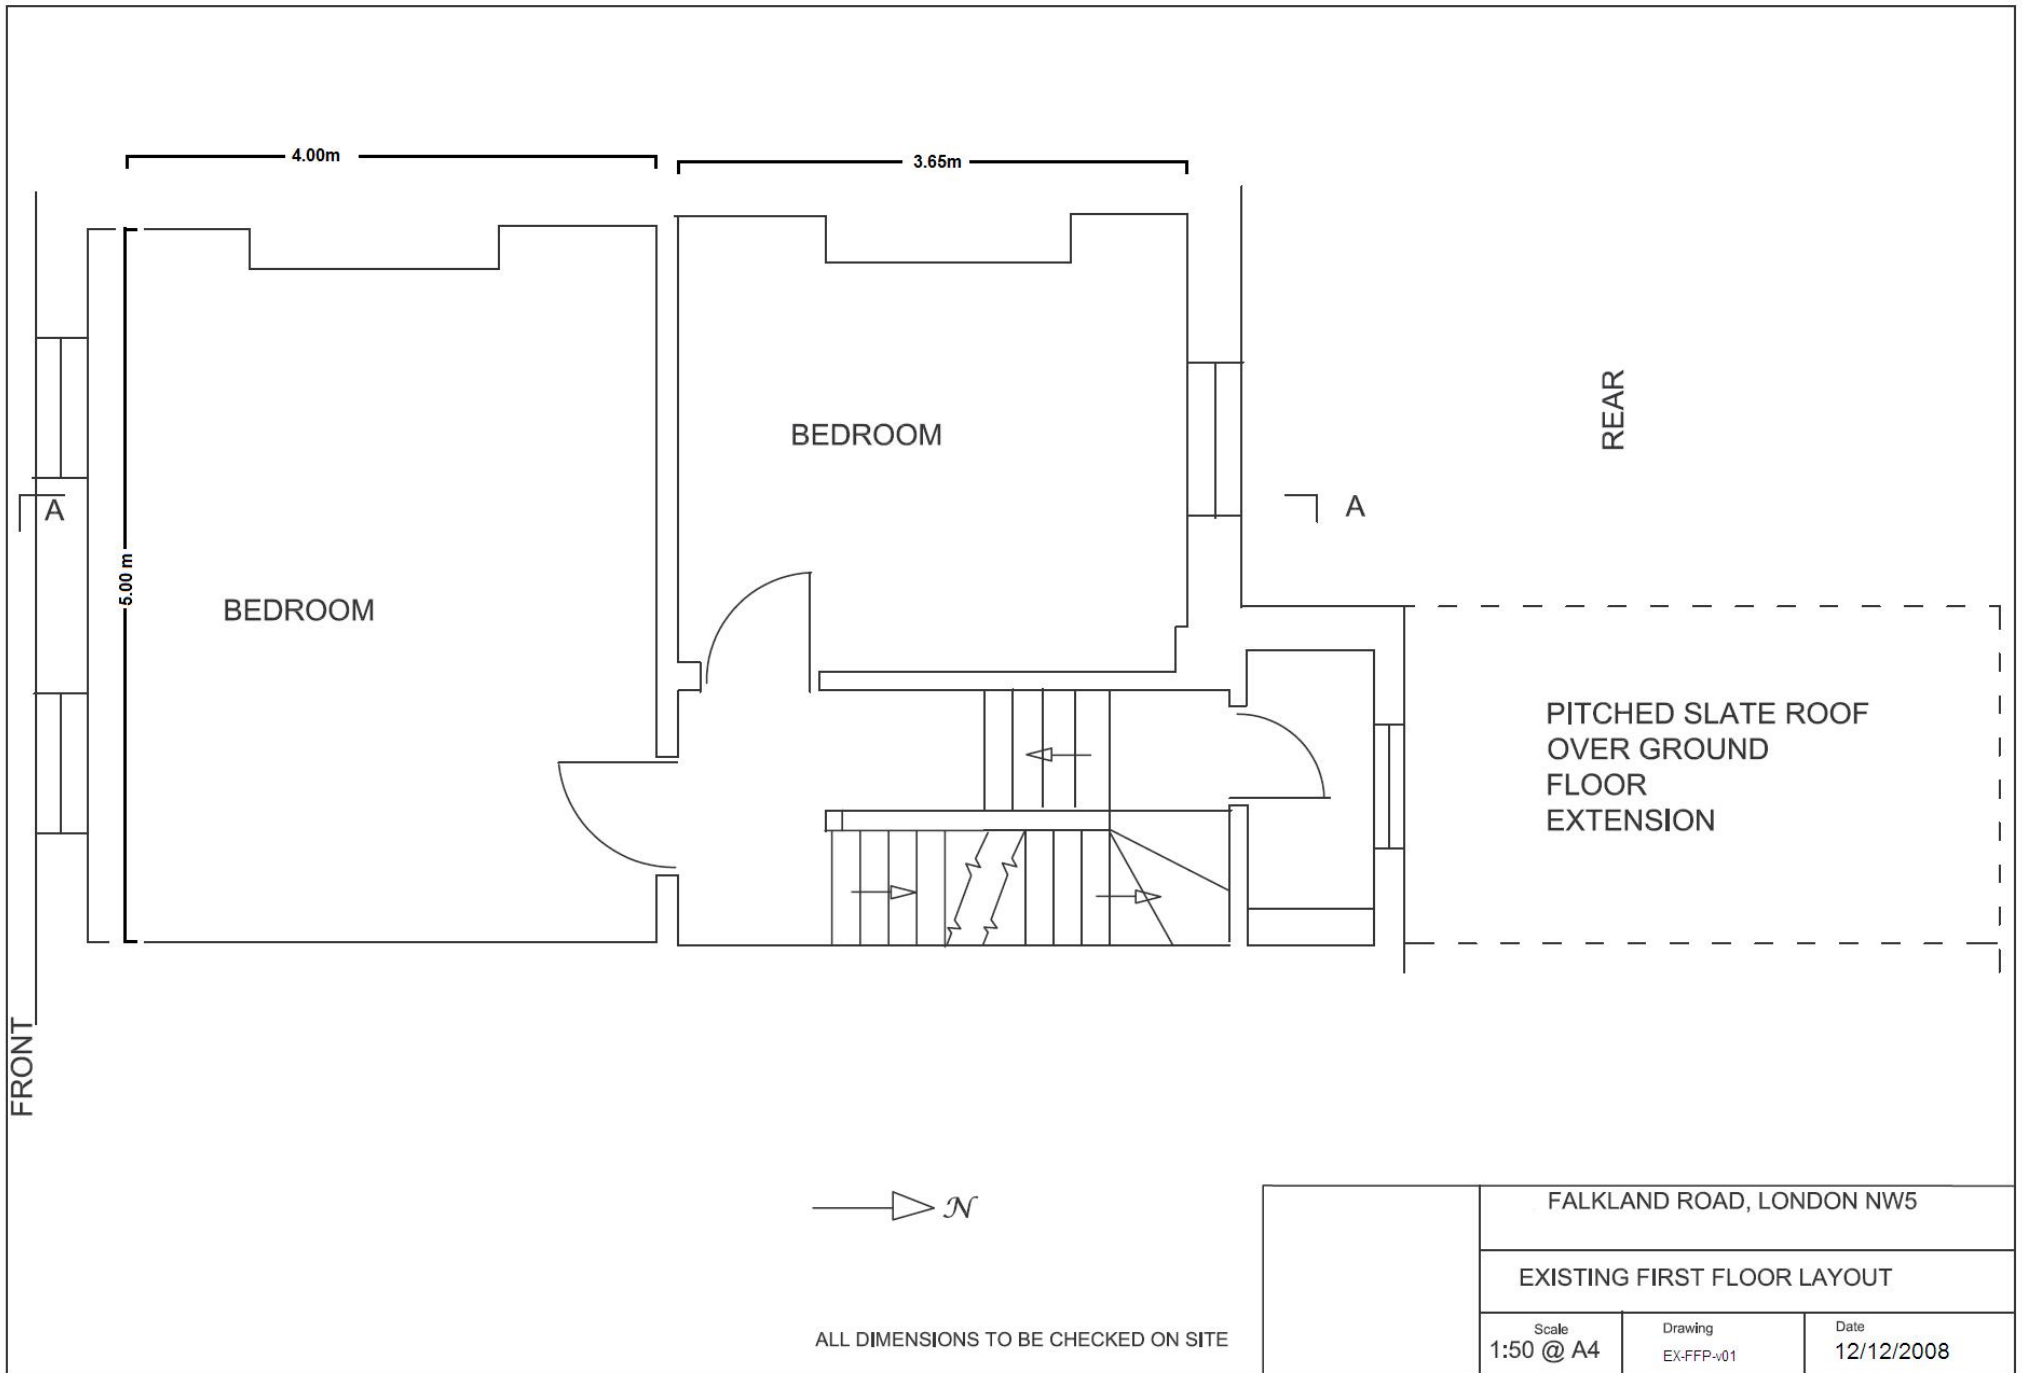 4.00m
3.65m
REAR
BEDROOM
A
A
5.00 m
BEDROOM
PITCHED SLATE ROOF
OVER GROUND
FLOOR
EXTENSION
FRONT
N
FALKLAND ROAD, LONDON NW5
EXISTING FIRST FLOOR LAYOUT
ALL DIMENSIONS TO BE CHECKED ON SITE
Scale
1:50 @ A4
Drawing
EX-FFP-v01
Date
12/12/2008